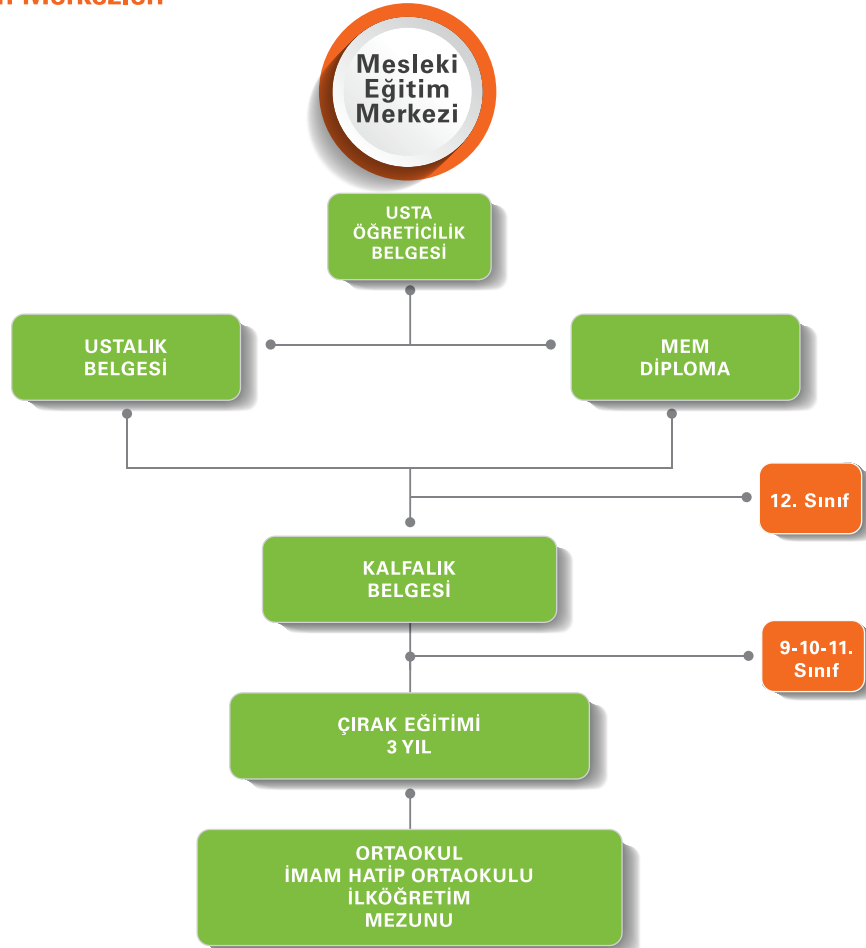 Mesleki
Eğitim
Merkezi
USTA
ÖĞRETİCİLİK
BELGESİ
USTALIK
BELGESİ
MEM
DİPLOMA
12. Sınıf
KALFALIK
BELGESİ
9-10-11.
Sınıf
ÇIRAK EĞİTİMİ
3 YIL
ORTAOKUL
İMAM HATİP ORTAOKULU
İLKÖĞRETİM
MEZUNU